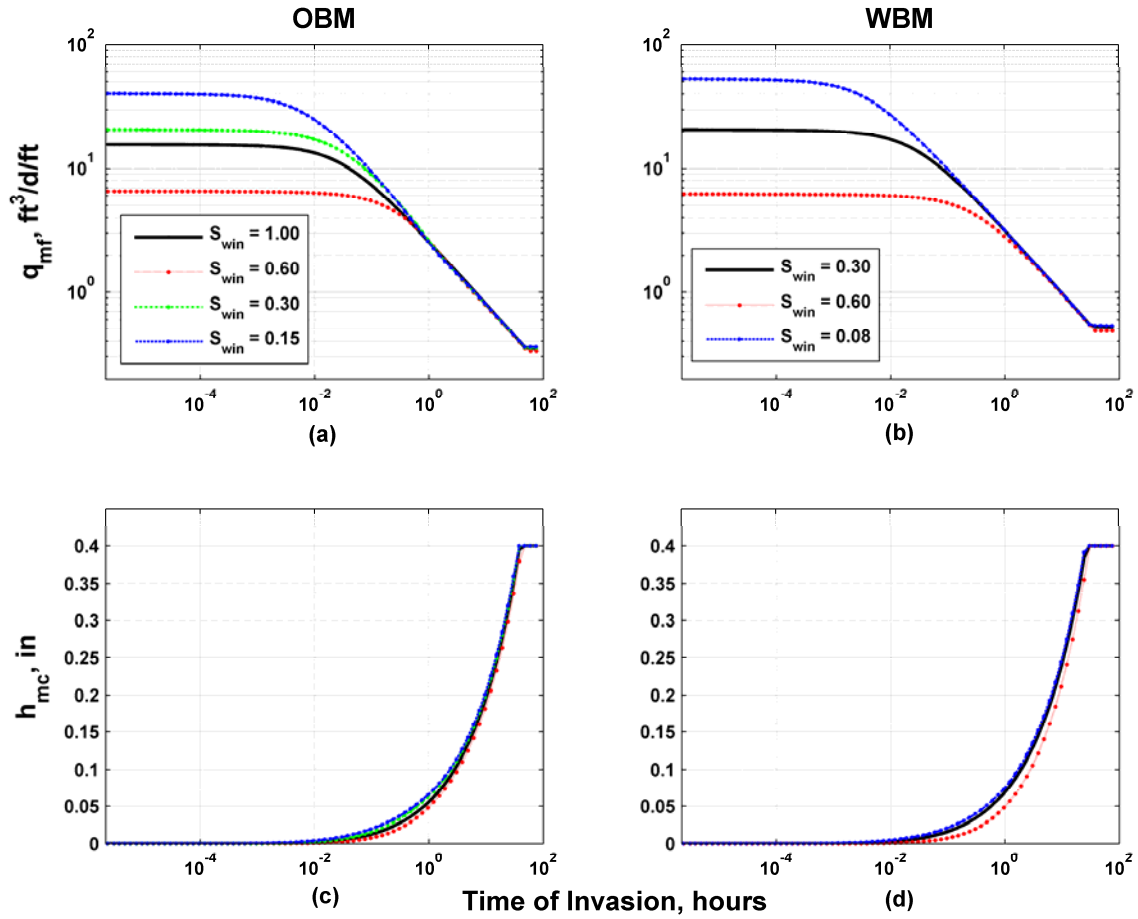 OBM
WBM
q_mf, ft^3/d/ft
10^2
10^1
10^0
S_win = 1.00
S_win = 0.60
S_win = 0.30
S_win = 0.15
10^-4
10^-2
10^0
10^2
(a)
10^2
10^1
10^0
S_win = 0.30
S_win = 0.60
S_win = 0.08
10^-4
10^-2
10^0
10^2
(b)
h_mc, in
0.4
0.35
0.3
0.25
0.2
0.15
0.1
0.05
0
10^-4
10^-2
10^0
10^2
(c)
0.4
0.35
0.3
0.25
0.2
0.15
0.1
0.05
0
10^-4
10^-2
10^0
10^2
(d)
Time of Invasion, hours